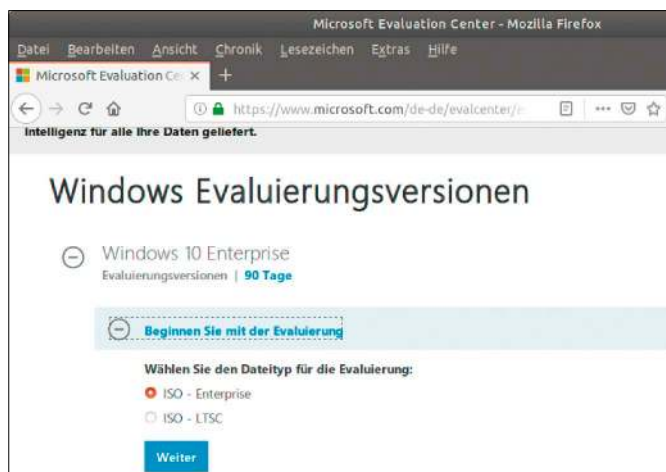 Microsoft Evaluation Center - Mozilla Firefox
Datei Bearbeiten Ansicht Chronik Lesezeichen Extras Hilfe
Microsoft Evaluation Ce
https://www.microsoft.com/de-de/evalcenter/e
Intelligenz für alle Ihre Daten geliefert.
Windows Evaluierungsversionen
Windows 10 Enterprise
Evaluierungsversionen | 90 Tage
Beginnen Sie mit der Evaluierung
Wählen Sie den Dateityp für die Evaluierung:
ISO - Enterprise
ISO - LTSC
Weiter